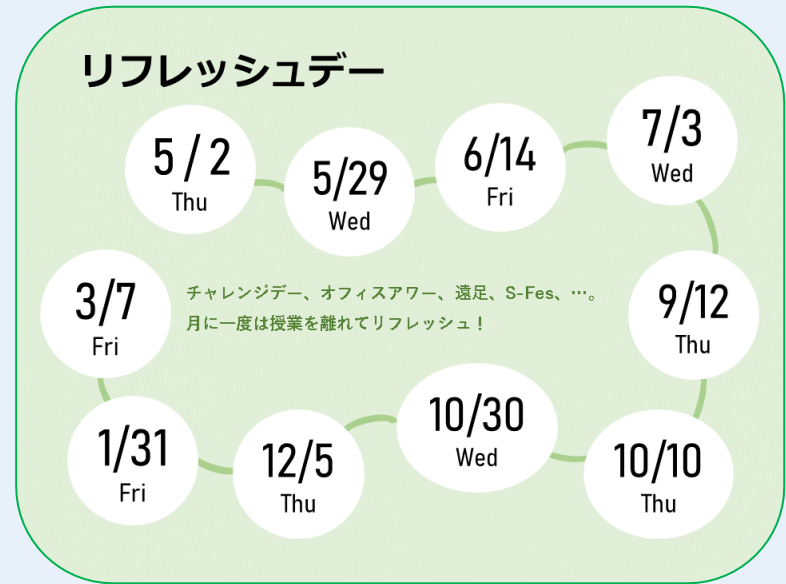 リフレッシュデー
5 / 2
Thu
5/29
Wed
6/14
Fri
7/3
Wed
9/12
Thu
10/10
Thu
10/30
Wed
12/5
Thu
1/31
Fri
3/7
Fri
チャレンジデー、オフィスアワー、遠足、S-Fes、…。
月に一度は授業を離れてリフレッシュ！